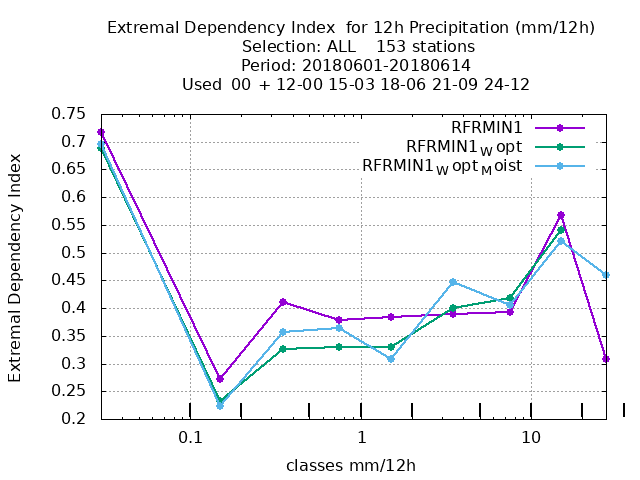 Extremal Dependency Index  for 12h Precipitation (mm/12h)
Selection: ALL    153 stations
Period: 20180601-20180614
Used  00 + 12-00 15-03 18-06 21-09 24-12
RFRMIN1
RFRMIN1Wopt
RFRMIN1WoptMoist
Extremal Dependency Index
0.75
0.7
0.65
0.6
0.55
0.5
0.45
0.4
0.35
0.3
0.25
0.2
0.1
1
10
classes mm/12h